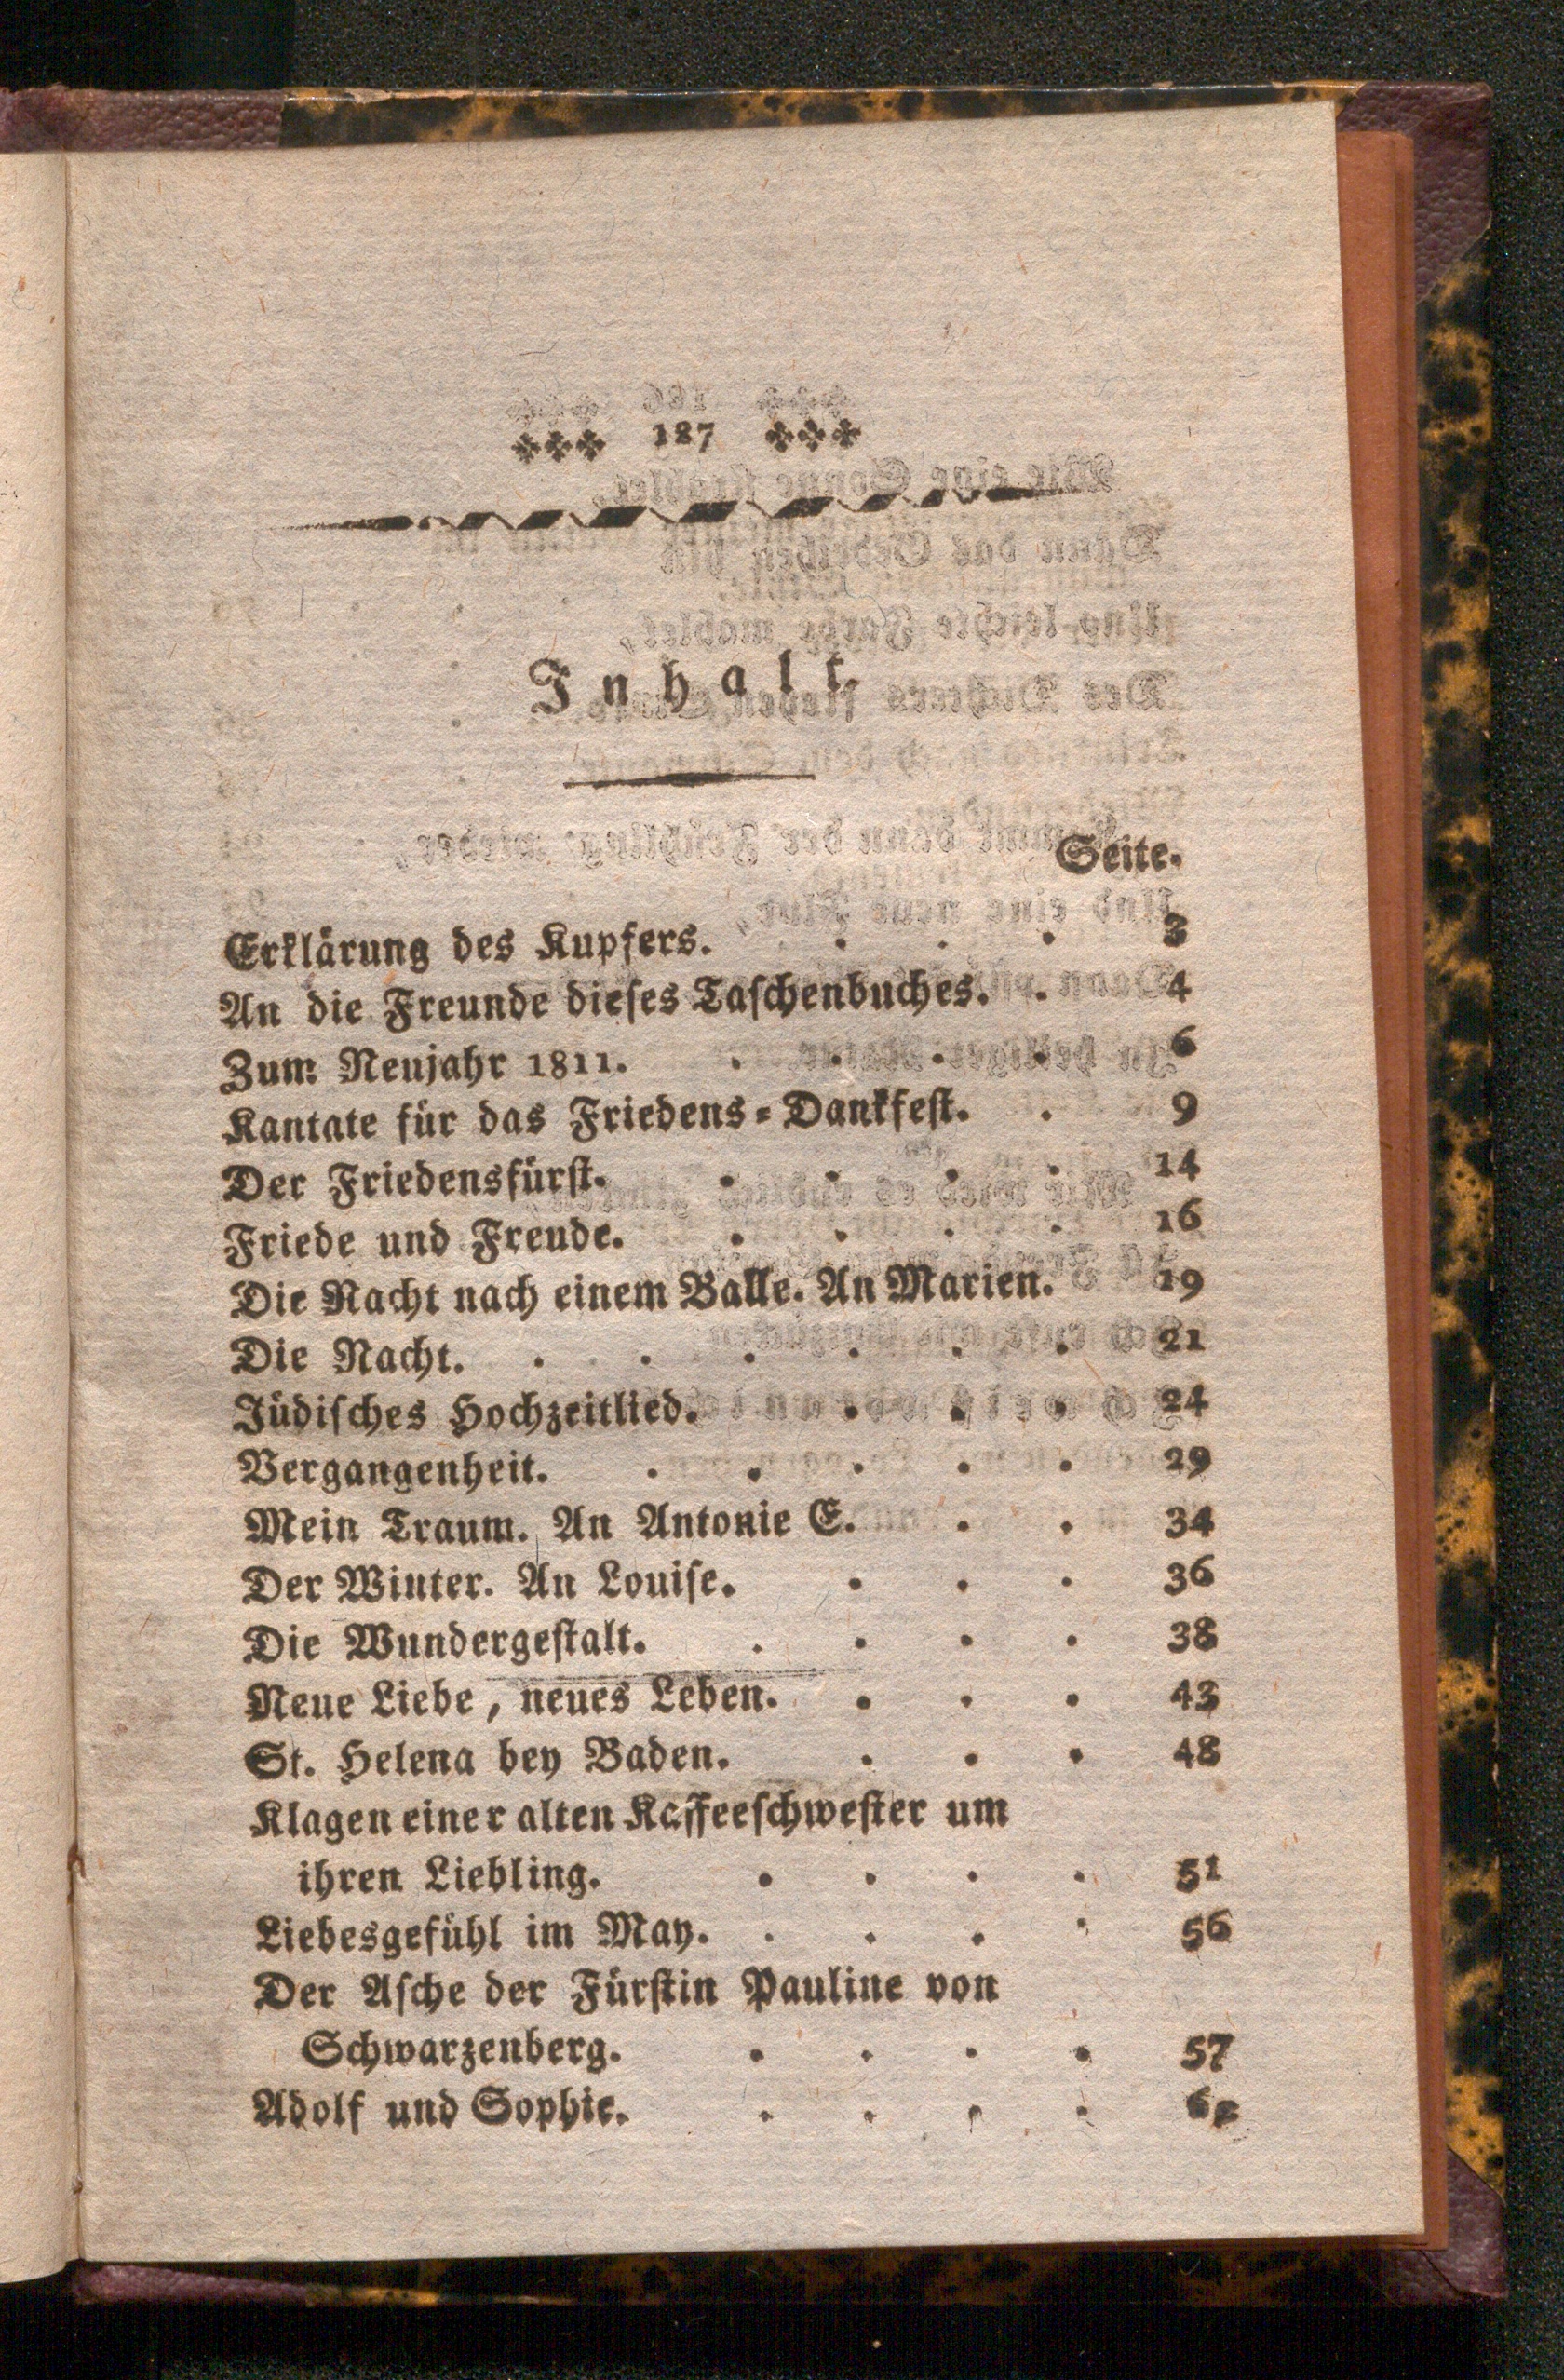 187
Inhalt.
Seite.
Erklärung des Kupfers. . . . 3
An die Freunde dieſes Taſchenbuches. . 4
Zum Neujahr 1811. . . . . 6
Kantate für das Friedens=Dankfeſt. . 9
Der Friedensfürſt. . . . . 14
Friede und Freude. . . . . 16
Die Nacht nach einem Balle. An Marien. 19
Die Nacht. . . . . . . 21
Jüdiſches Hochzeitlied. . . . 24
Vergangenheit. . . . . . 29
Mein Traum. An Antonie E. . . 34
Der Winter. An Louiſe. . . . 36
Die Wundergeſtalt. . . . . 38
Neue Liebe, neues Leben. . . . 43
St. Helena bey Baden. . . . 48
Klagen einer alten Kaffeeſchweſter um
ihren Liebling. . . . . 51
Liebesgefühl im May. . . . . 56
Der Aſche der Fürſtin Pauline von
Schwarzenberg. . . . . 57
Adolf und Sophie. . . . .